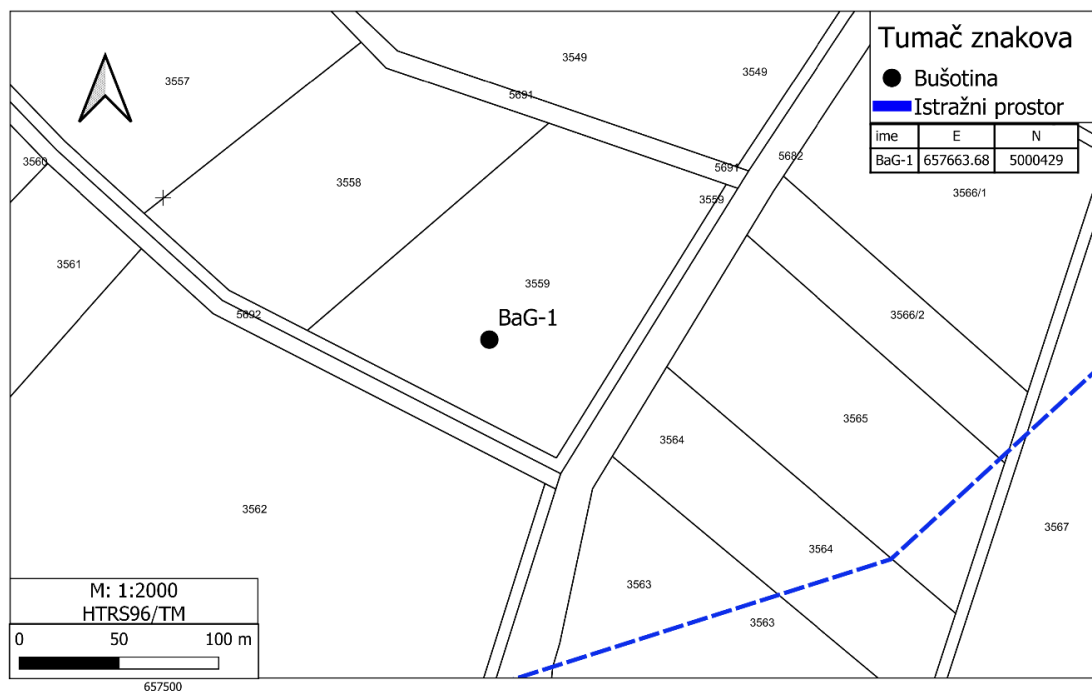 Tumač znakova
Bušotina
Istražni prostor
ime E N
BaG-1 657663.68 5000429
3557
3549
3549
5691
5691
5682
3560
3558
3559
3566/1
3561
3559
5692
BaG-1
3566/2
3565
3564
3562
3567
3564
3563
3563
M: 1:2000
HTRS96/TM
0 50 100 m
657500